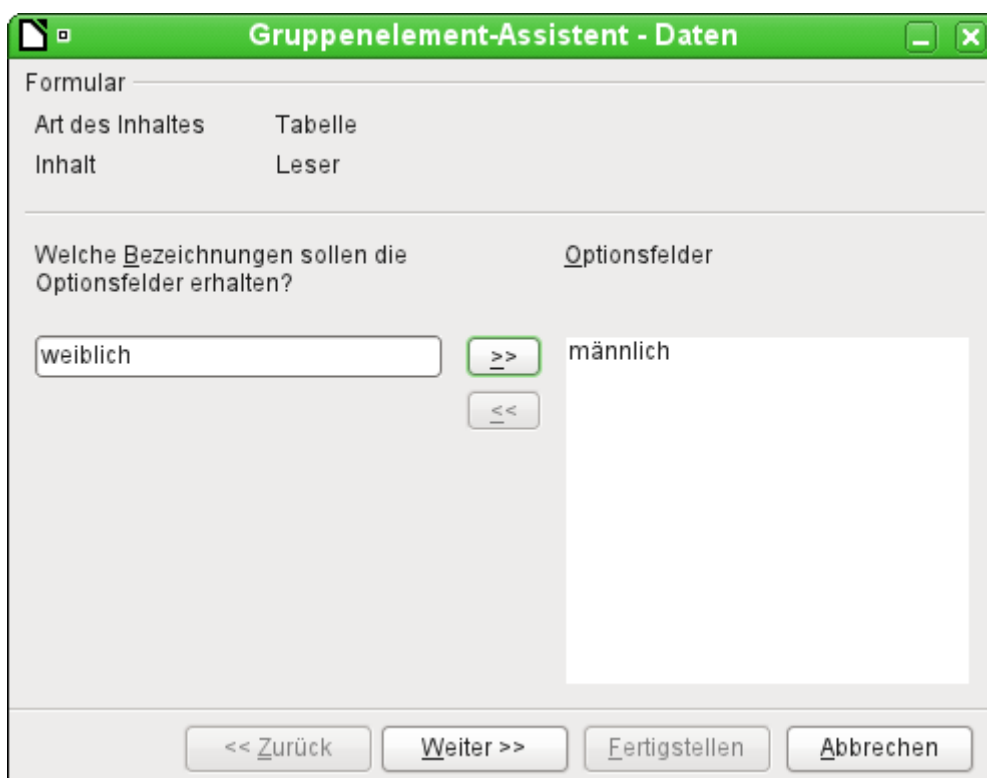 Gruppenelement-Assistent - Daten
Formular
Art des Inhaltes Tabelle
Inhalt Leser
Welche Bezeichnungen sollen die
Optionsfelder erhalten?
Optionsfelder
weiblich >> männlich
<<
<< Zurück Weiter >> Fertigstellen Abbrechen